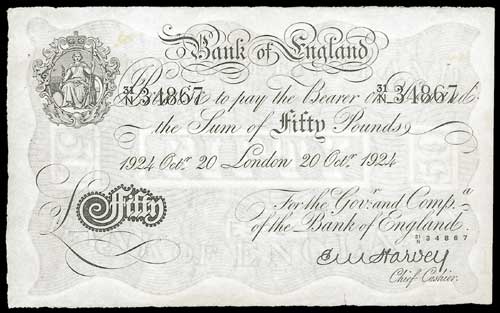 Bank of England
31/N 34867 31/N 34867
Promise to pay the Bearer on Demand
the Sum of Fifty Pounds
1924 Octr. 20 London 20 Octr. 1924
For the Govr. and Compa.
£ Fifty
of the Bank of England.
31/N 34867
E.M. Harvey
Chief Cashier.